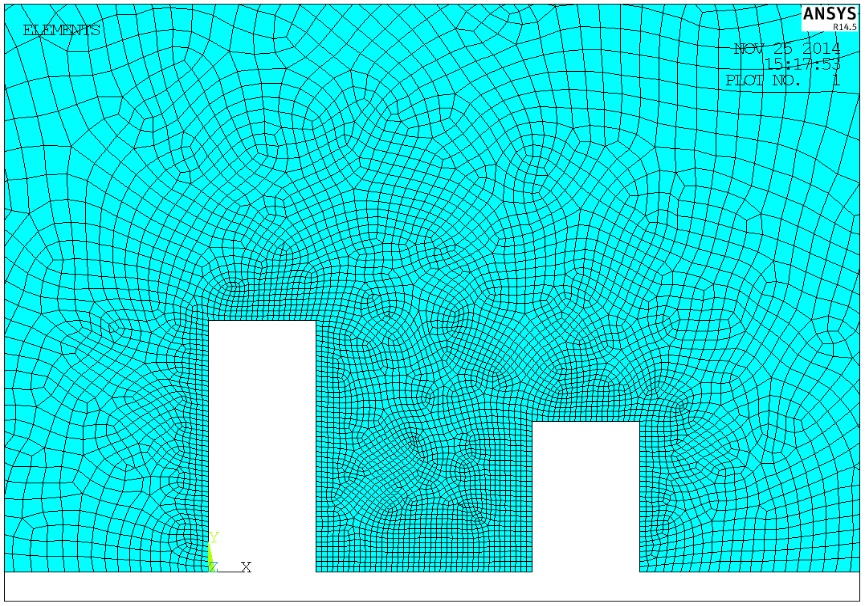 ELEMENTS
ANSYS
R14.5
NOV 25 2014
15:17:53
PLOT NO. 1
Y
Z X